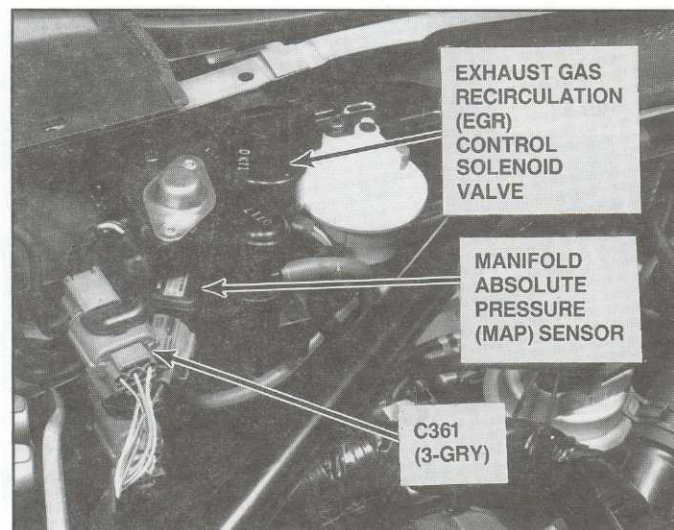 EXHAUST GAS
RECIRCULATION
(EGR)
CONTROL
SOLENOID
VALVE
MANIFOLD
ABSOLUTE
PRESSURE
(MAP) SENSOR
C361
(3-GRY)